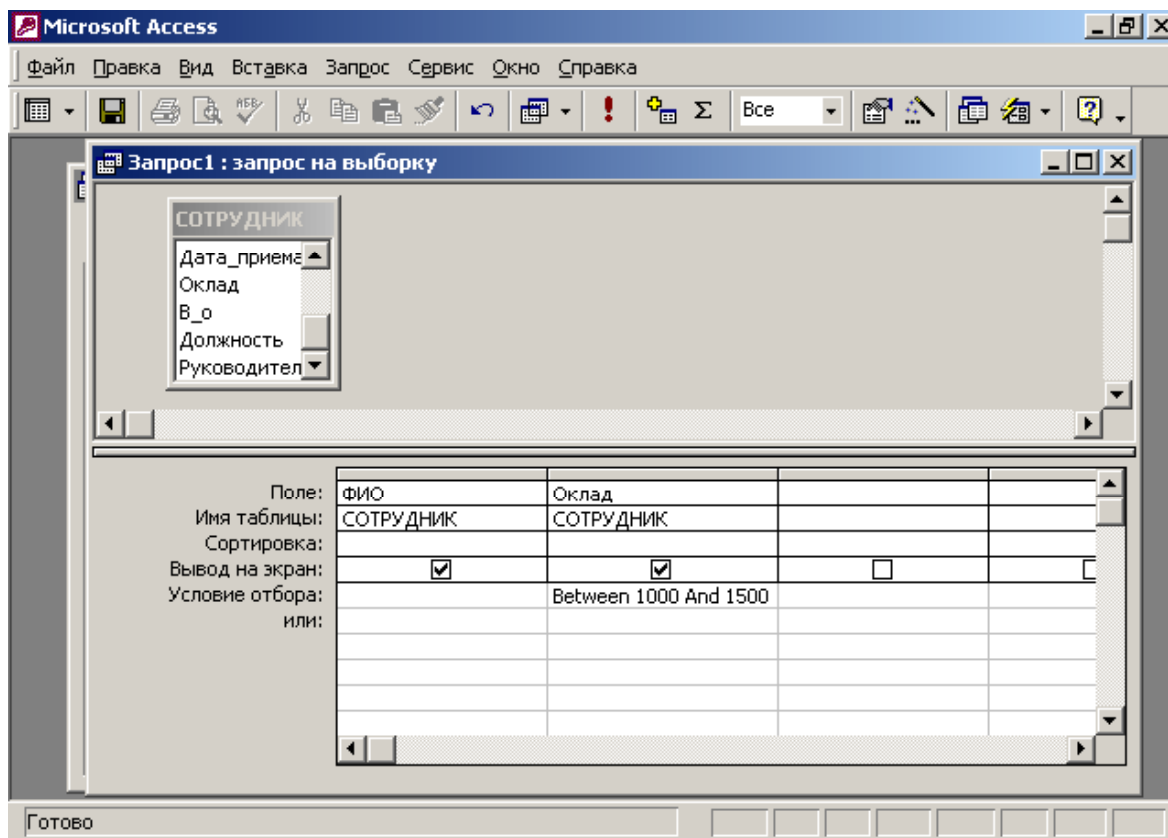 Microsoft Access
Файл Правка Вид Вставка Запрос Сервис Окно Справка
Все
Запрос1 : запрос на выборку
СОТРУДНИК
Дата_приема
Оклад
В_о
Должность
Руководител
Поле: ФИО Оклад
Имя таблицы: СОТРУДНИК СОТРУДНИК
Сортировка:
Вывод на экран:
Условие отбора: Between 1000 And 1500
или:
Готово